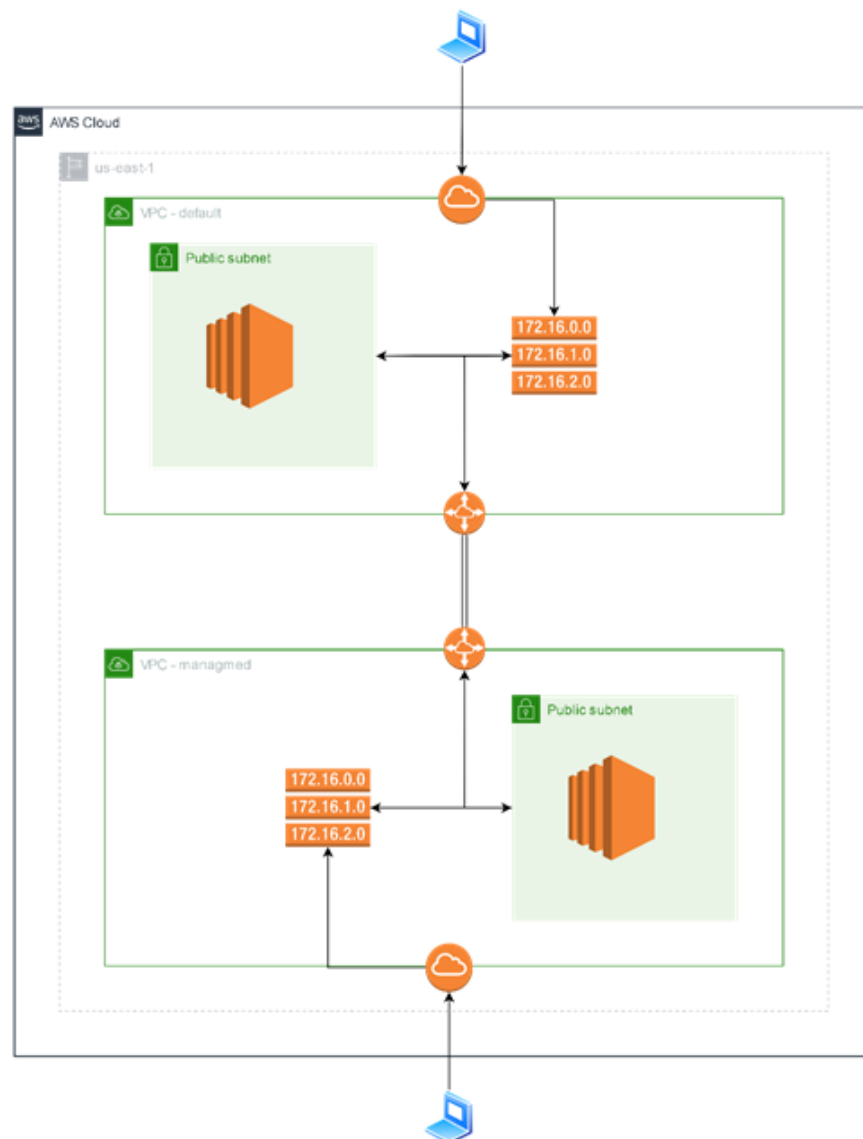 aws
AWS Cloud
us-east-1
VPC - default
Public subnet
172.16.0.0
172.16.1.0
172.16.2.0
VPC - managmed
Public subnet
172.16.0.0
172.16.1.0
172.16.2.0